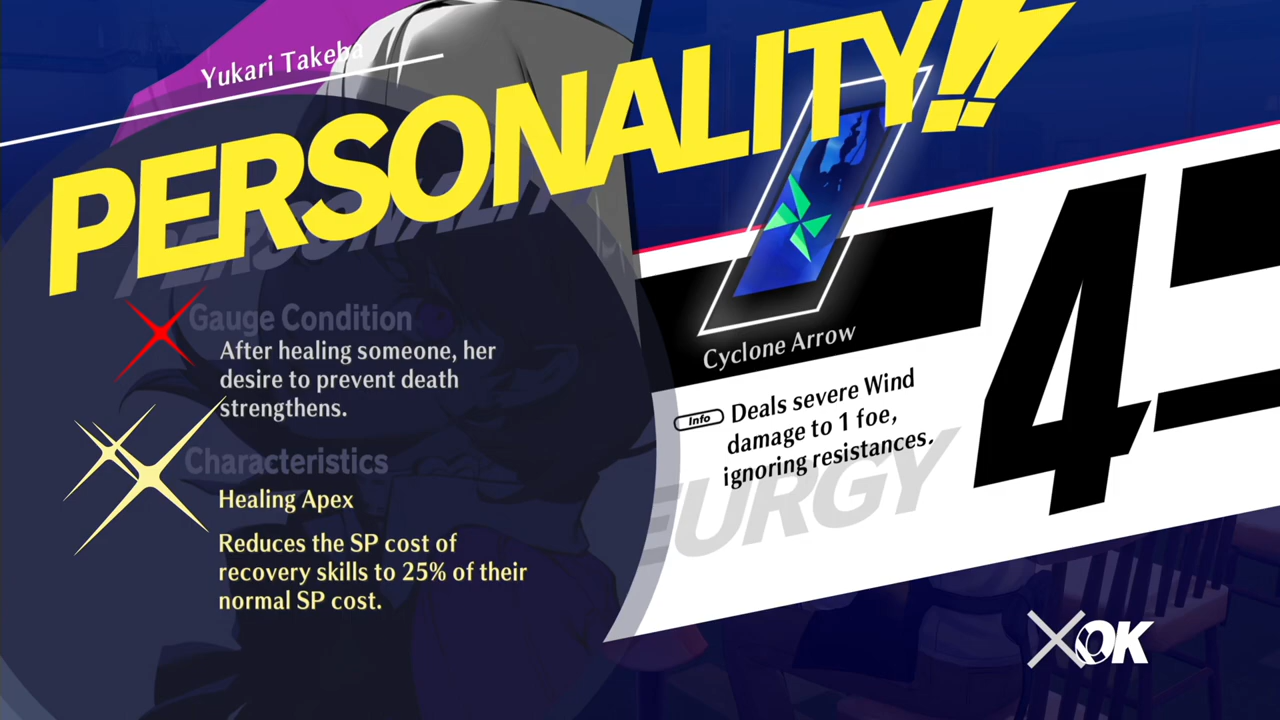 Yukari Takeba
PERSONALITY!!
PERSONALIT
Gauge Condition
After healing someone, her
desire to prevent death
strengthens.
Characteristics
Healing Apex
Reduces the SP cost of
recovery skills to 25% of their
normal SP cost.
Cyclone Arrow
Info Deals severe Wind
damage to 1 foe,
ignoring resistances.
EURGY
4
OK